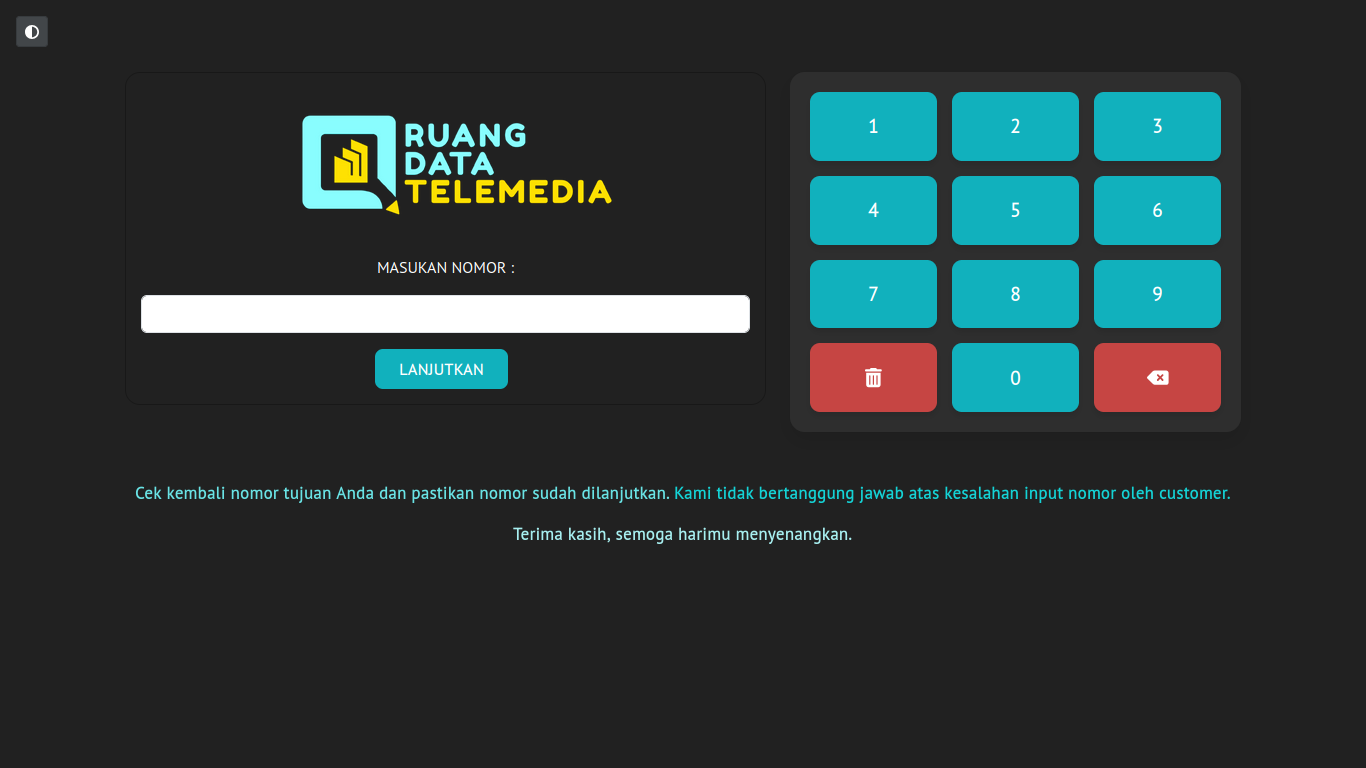 RUANG
DATA
TELEMEDIA
MASUKAN NOMOR :
LANJUTKAN
1 2 3
4 5 6
7 8 9
0
Cek kembali nomor tujuan Anda dan pastikan nomor sudah dilanjutkan. Kami tidak bertanggung jawab atas kesalahan input nomor oleh customer.
Terima kasih, semoga harimu menyenangkan.